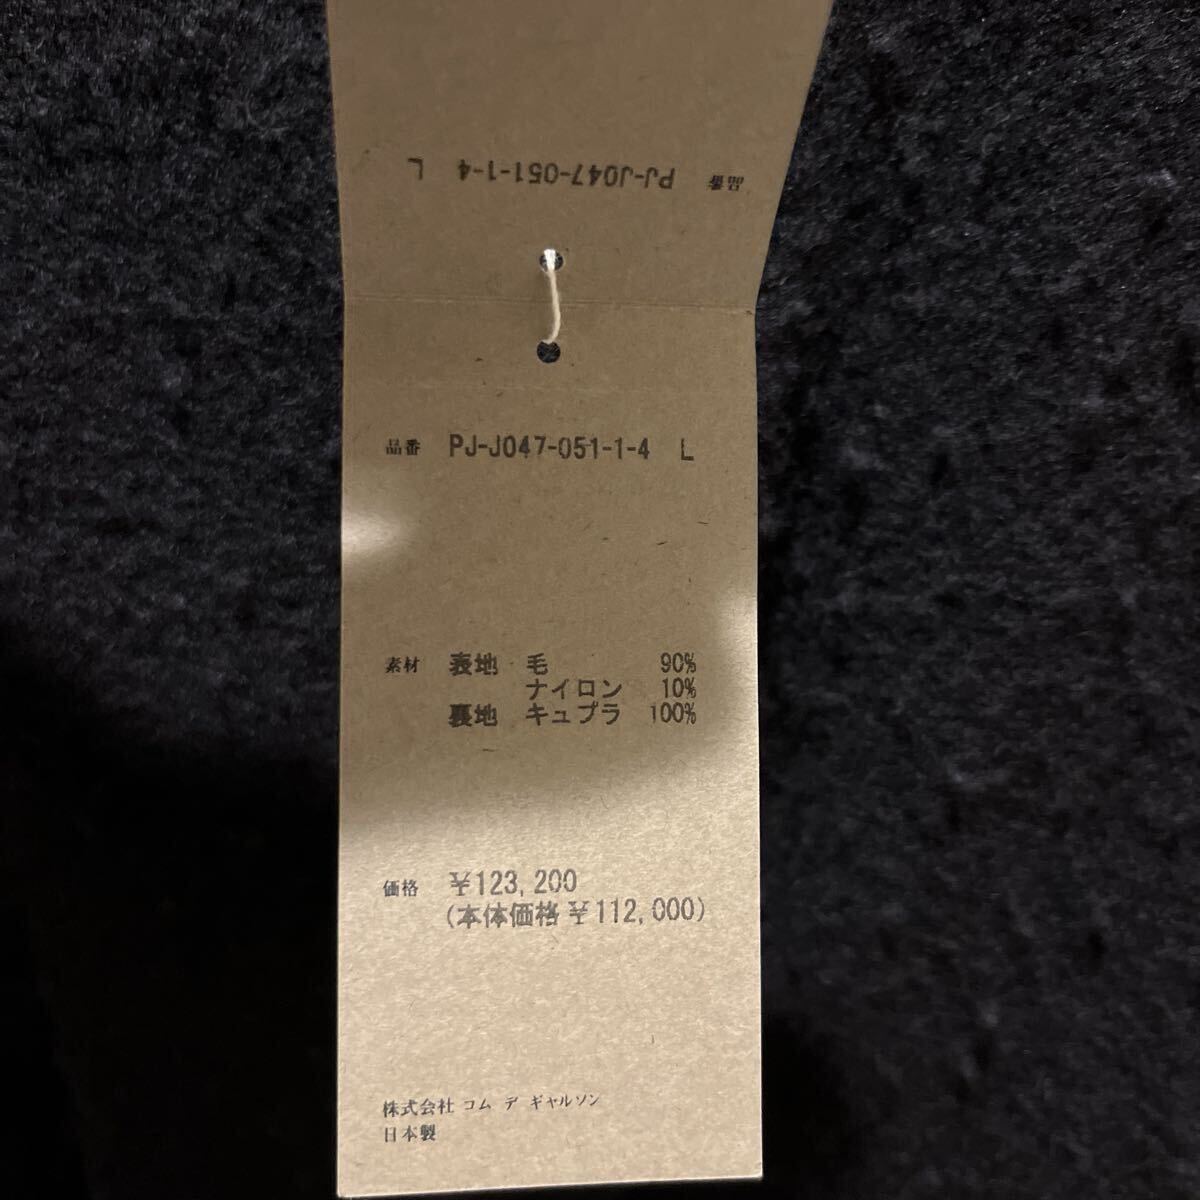 品番 PJ-J047-051-1-4 L
品番 PJ-J047-051-1-4 L
素材 表地 毛 90%
ナイロン 10%
裏地 キュプラ 100%
価格 ¥123,200
(本体価格 ¥112,000)
株式会社 コム デ ギャルソン
日本製